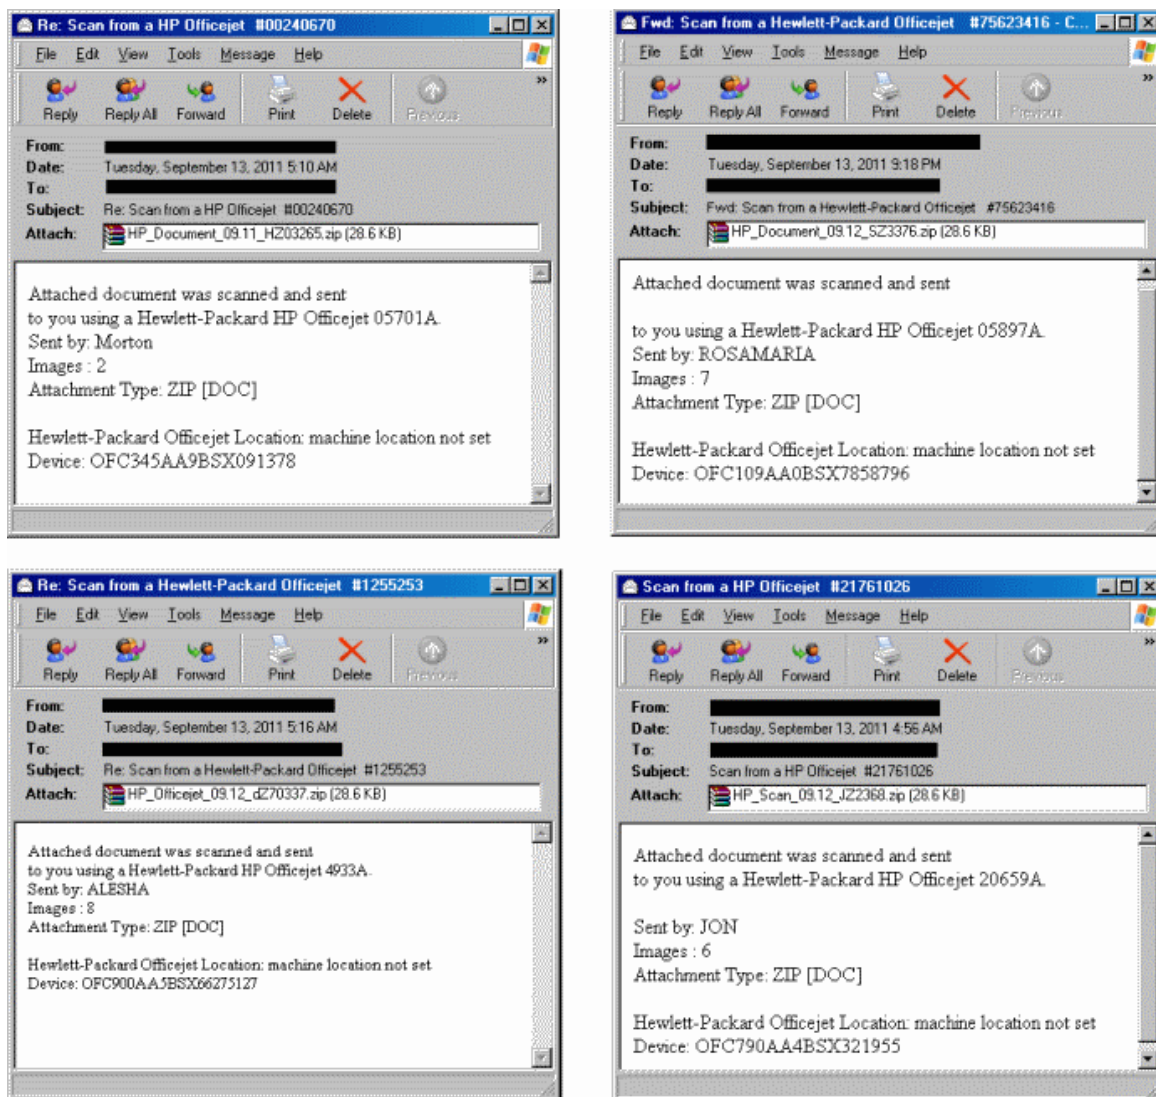 Re: Scan from a HP Officejet #00240670
File Edit View Tools Message Help
Reply Reply All Forward Print Delete Previous
From:
Date: Tuesday, September 13, 2011 5:10 AM
To:
Subject: Re: Scan from a HP Officejet #00240670
Attach: HP_Document_09.11_HZ03265.zip (28.6 KB)
Attached document was scanned and sent
to you using a Hewlett-Packard HP Officejet 05701A.
Sent by: Morton
Images : 2
Attachment Type: ZIP [DOC]
Hewlett-Packard Officejet Location: machine location not set
Device: OFC345AA9BSX091378
Fwd: Scan from a Hewlett-Packard Officejet #75623416 - C...
File Edit View Tools Message Help
Reply Reply All Forward Print Delete Previous
From:
Date: Tuesday, September 13, 2011 9:18 PM
To:
Subject: Fwd: Scan from a Hewlett-Packard Officejet #75623416
Attach: HP_Document_09.12_SZ3376.zip (28.6 KB)
Attached document was scanned and sent
to you using a Hewlett-Packard HP Officejet 05897A.
Sent by: ROSAMARIA
Images : 7
Attachment Type: ZIP [DOC]
Hewlett-Packard Officejet Location: machine location not set
Device: OFC109AA0BSX7858796
Re: Scan from a Hewlett-Packard Officejet #1255253
File Edit View Tools Message Help
Reply Reply All Forward Print Delete Previous
From:
Date: Tuesday, September 13, 2011 5:16 AM
To:
Subject: Re: Scan from a Hewlett-Packard Officejet #1255253
Attach: HP_Officejet_09.12_dZ70337.zip (28.6 KB)
Attached document was scanned and sent
to you using a Hewlett-Packard HP Officejet 4933A.
Sent by: ALESHA
Images : 8
Attachment Type: ZIP [DOC]
Hewlett-Packard Officejet Location: machine location not set
Device: OFC900AA5BSX66275127
Scan from a HP Officejet #21761026
File Edit View Tools Message Help
Reply Reply All Forward Print Delete Previous
From:
Date: Tuesday, September 13, 2011 4:56 AM
To:
Subject: Scan from a HP Officejet #21761026
Attach: HP_Scan_09.12_JZ2368.zip (28.6 KB)
Attached document was scanned and sent
to you using a Hewlett-Packard HP Officejet 20659A.
Sent by: JON
Images : 6
Attachment Type: ZIP [DOC]
Hewlett-Packard Officejet Location: machine location not set
Device: OFC790AA4BSX321955